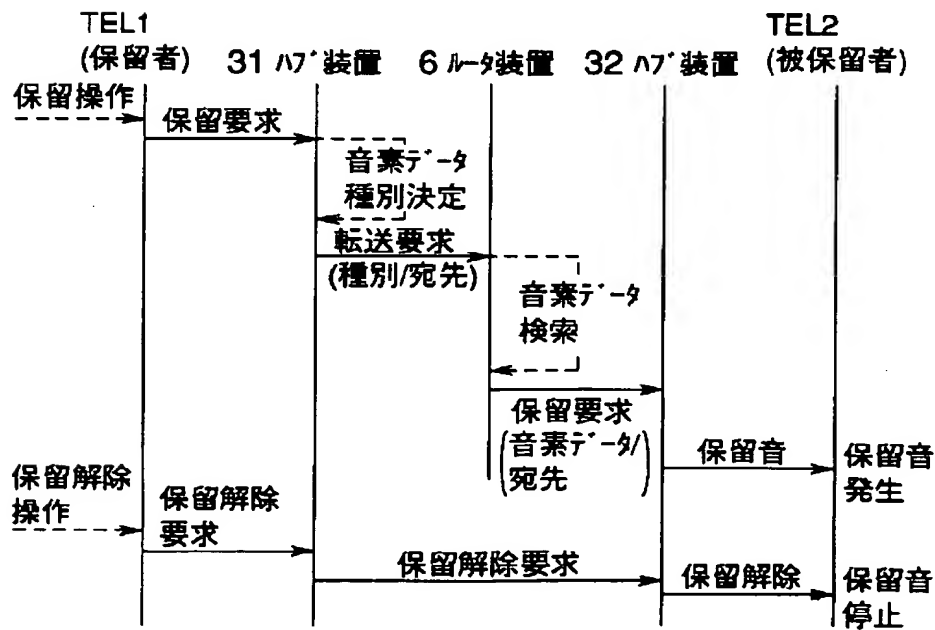 TEL1
(保留者)
31 ハブ装置
6 ルータ装置
32 ハブ装置
TEL2
(被保留者)
保留操作
保留要求
音素データ
種別決定
転送要求
(種別/宛先)
音素データ
検索
保留要求
(音素データ/
宛先)
保留音
保留音
発生
保留解除
操作
保留解除
要求
保留解除要求
保留解除
保留音
停止